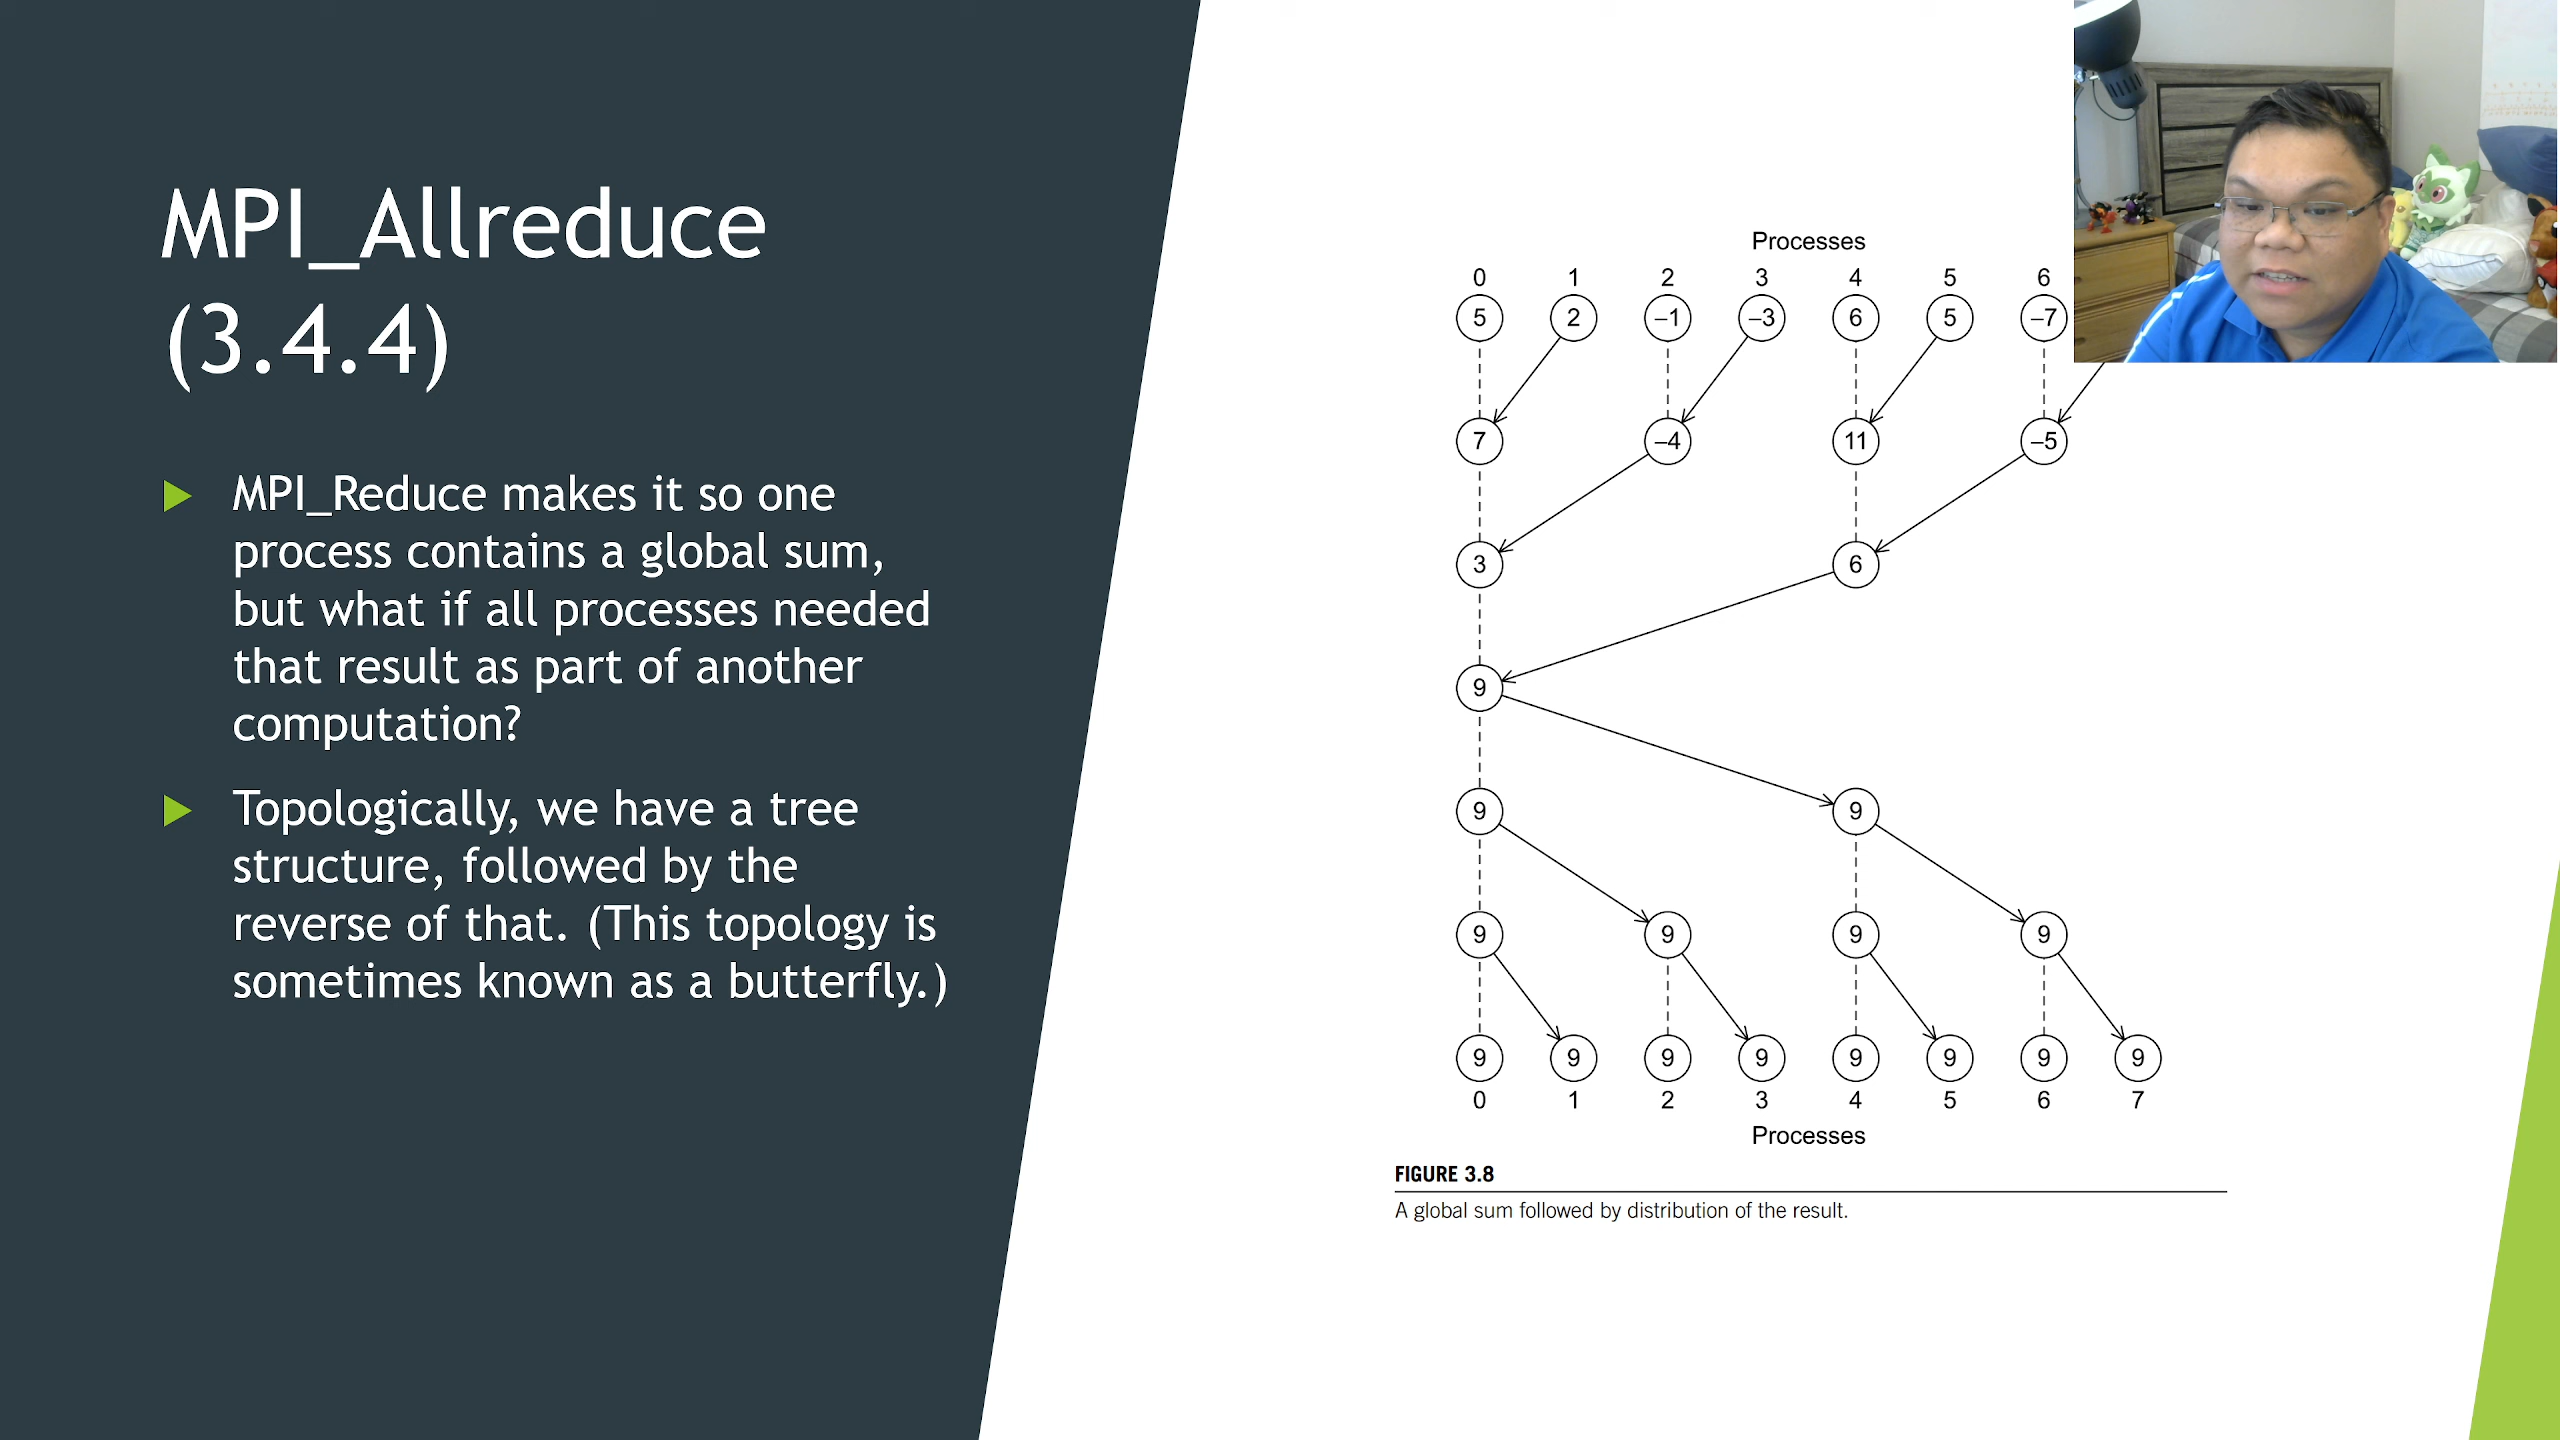 MPI_Allreduce
(3.4.4)
MPI_Reduce makes it so one
process contains a global sum,
but what if all processes needed
that result as part of another
computation?
Topologically, we have a tree
structure, followed by the
reverse of that. (This topology is
sometimes known as a butterfly.)
Processes
0 1 2 3 4 5 6
5 2 –1 –3 6 5 –7
7 –4 11 –5
3 6
9
9 9
9 9 9 9
9 9 9 9 9 9 9 9
0 1 2 3 4 5 6 7
Processes
FIGURE 3.8
A global sum followed by distribution of the result.